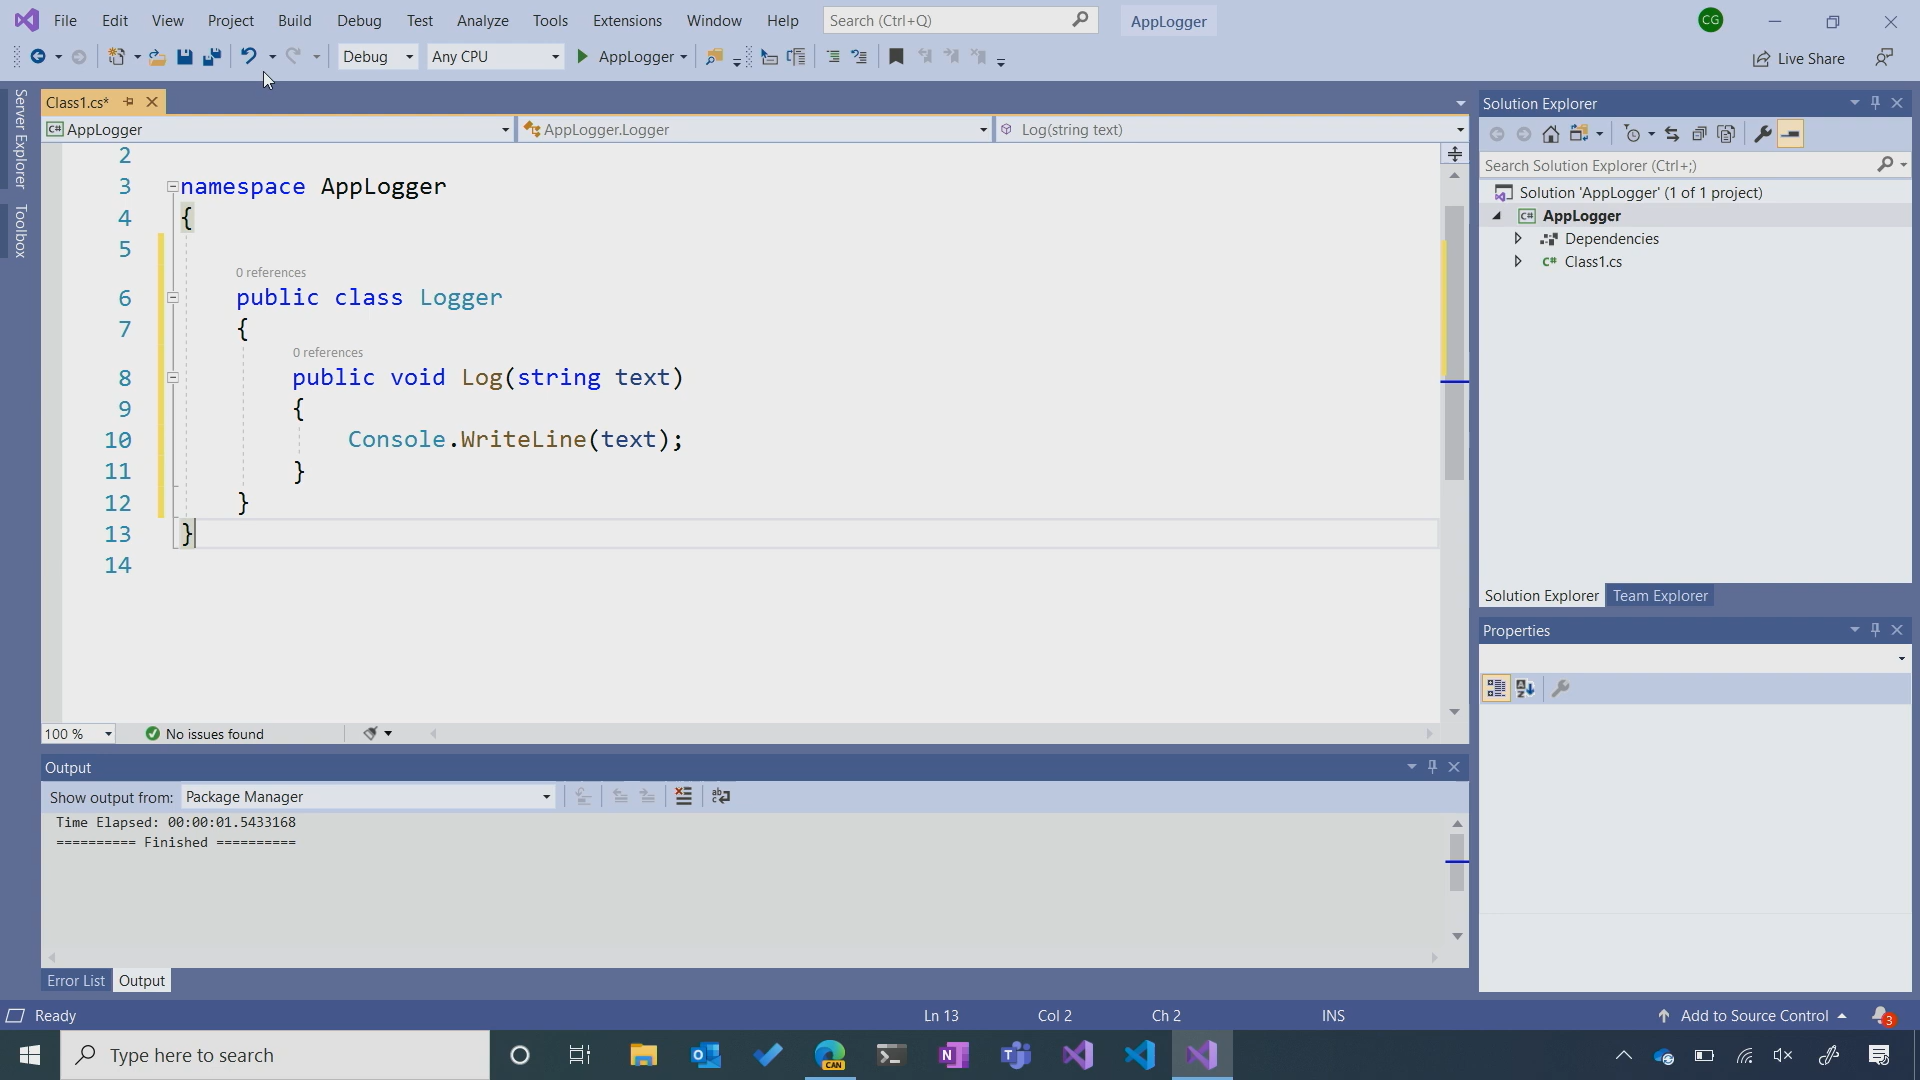 File Edit View Project Build Debug Test Analyze Tools Extensions Window Help Search (Ctrl+Q) AppLogger CG
Debug Any CPU AppLogger Live Share
Server Explorer
Toolbox
Class1.cs*
AppLogger AppLogger.Logger Log(string text)
2
3 namespace AppLogger
4 {
5
0 references
6 public class Logger
7 {
0 references
8 public void Log(string text)
9 {
10 Console.WriteLine(text);
11 }
12 }
13 }
14
100 % No issues found
Output
Show output from: Package Manager
Time Elapsed: 00:00:01.5433168
========== Finished ==========
Error List Output
Solution Explorer
Search Solution Explorer (Ctrl+;)
Solution 'AppLogger' (1 of 1 project)
C# AppLogger
Dependencies
C# Class1.cs
Solution Explorer Team Explorer
Properties
Ready Ln 13 Col 2 Ch 2 INS Add to Source Control 3
Type here to search CAN